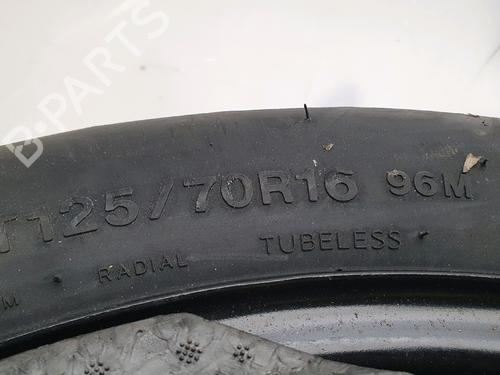 B-PARTS
T125/70R16 96M
RADIAL TUBELESS
M